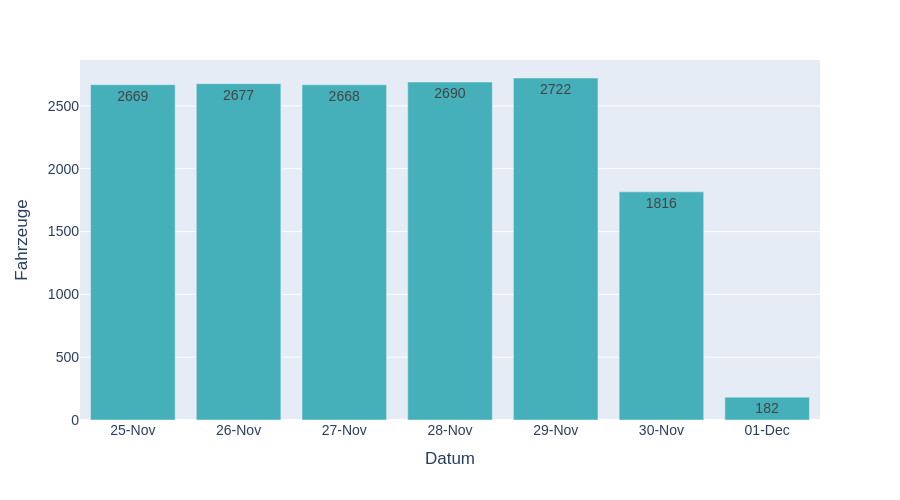 2669
2677
2668
2690
2722
1816
182
2500
2000
1500
1000
500
0
Fahrzeuge
25-Nov
26-Nov
27-Nov
28-Nov
29-Nov
30-Nov
01-Dec
Datum